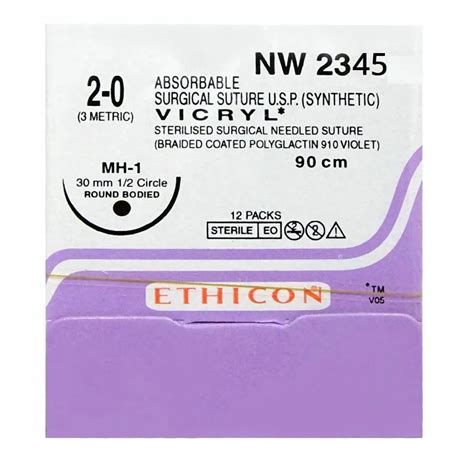 NW 2345
2-0
(3 METRIC)
ABSORBABLE
SURGICAL SUTURE U.S.P. (SYNTHETIC)
VICRYL*
STERILISED SURGICAL NEEDLED SUTURE
(BRAIDED COATED POLYGLACTIN 910 VIOLET)
90 cm
MH-1
30 mm 1/2 Circle
ROUND BODIED
12 PACKS
STERILE EO
ETHICON
* TM
V05